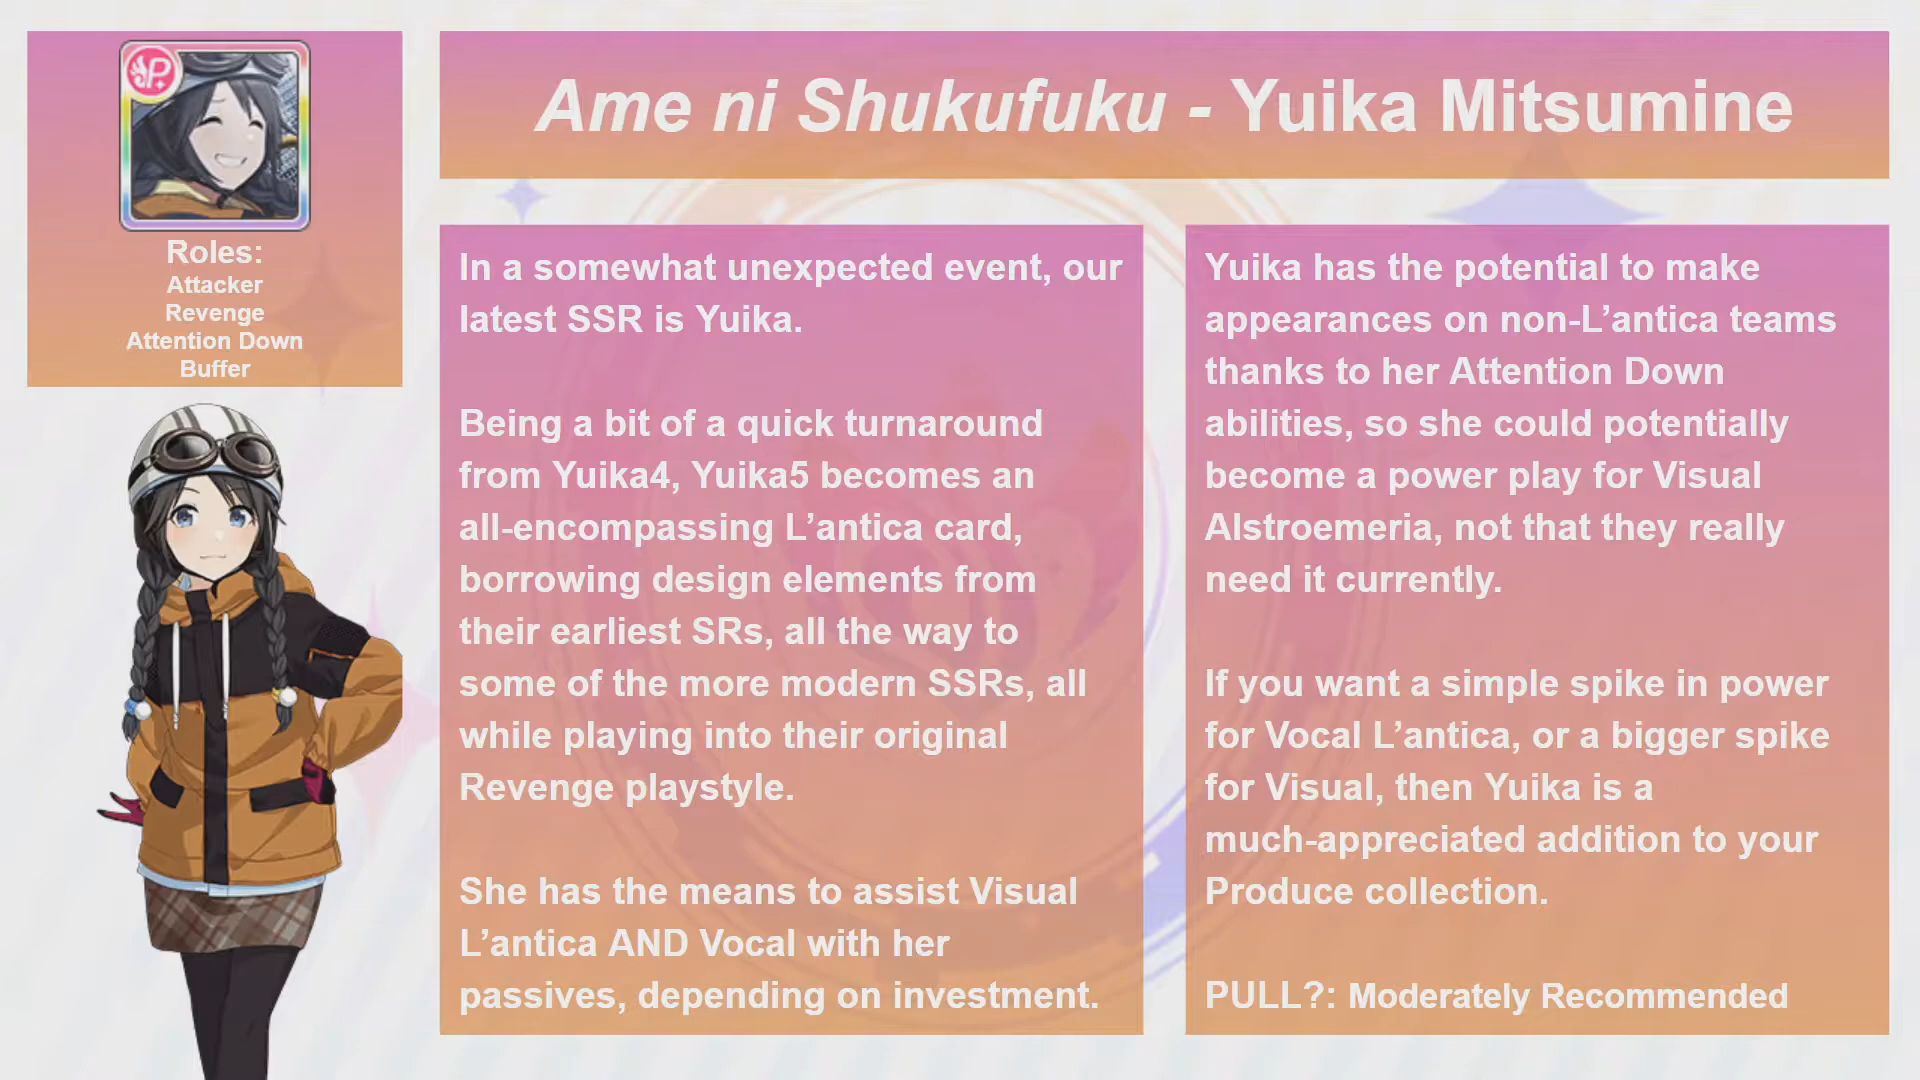 P
Roles:
Attacker
Revenge
Attention Down
Buffer
Ame ni Shukufuku - Yuika Mitsumine
In a somewhat unexpected event, our
latest SSR is Yuika.
Being a bit of a quick turnaround
from Yuika4, Yuika5 becomes an
all-encompassing L’antica card,
borrowing design elements from
their earliest SRs, all the way to
some of the more modern SSRs, all
while playing into their original
Revenge playstyle.
She has the means to assist Visual
L’antica AND Vocal with her
passives, depending on investment.
Yuika has the potential to make
appearances on non-L’antica teams
thanks to her Attention Down
abilities, so she could potentially
become a power play for Visual
Alstroemeria, not that they really
need it currently.
If you want a simple spike in power
for Vocal L’antica, or a bigger spike
for Visual, then Yuika is a
much-appreciated addition to your
Produce collection.
PULL?: Moderately Recommended